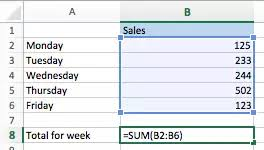 A B
1 Sales
2 Monday 125
3 Tuesday 233
4 Wednesday 244
5 Thursday 502
6 Friday 123
7
8 Total for week =SUM(B2:B6)
9